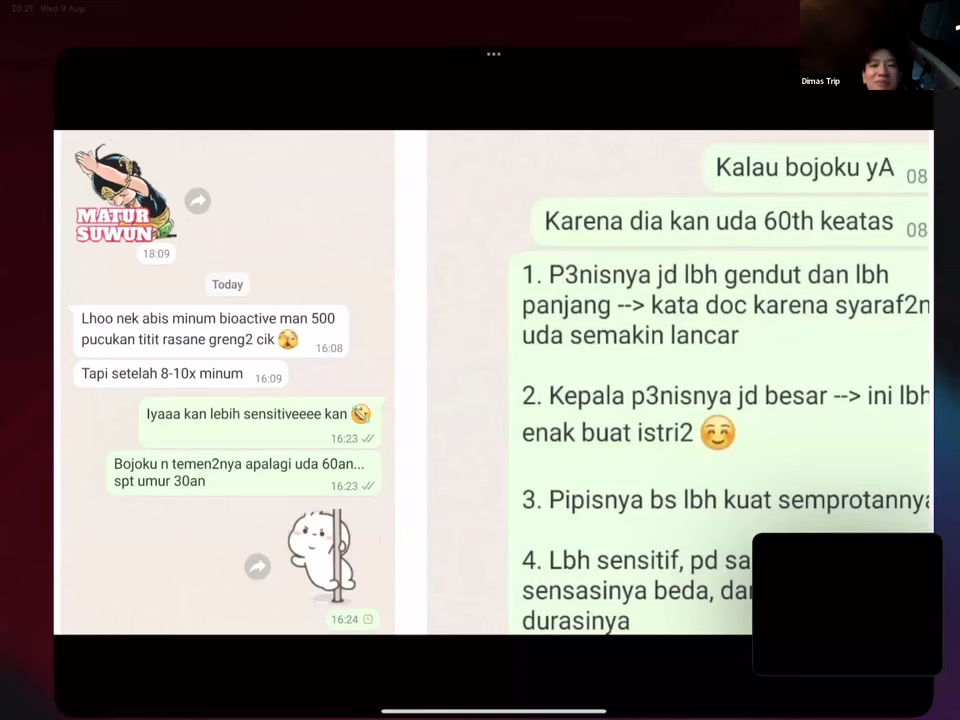 20.21 Wed 9 Aug
Dimas Trip
MATUR
SUWUN
18:09
Today
Lhoo nek abis minum bioactive man 500
pucukan titit rasane greng2 cik
16:08
Tapi setelah 8-10x minum
16:09
Iyaaa kan lebih sensitiveeee kan
16:23
Bojoku n temen2nya apalagi uda 60an...
spt umur 30an
16:23
16:24
Kalau bojoku yA
08
Karena dia kan uda 60th keatas
08
1. P3nisnya jd lbh gendut dan lbh
panjang --> kata doc karena syaraf2n
uda semakin lancar
2. Kepala p3nisnya jd besar --> ini lbh
enak buat istri2
3. Pipisnya bs lbh kuat semprotannya
4. Lbh sensitif, pd sa
sensasinya beda, dar
durasinya